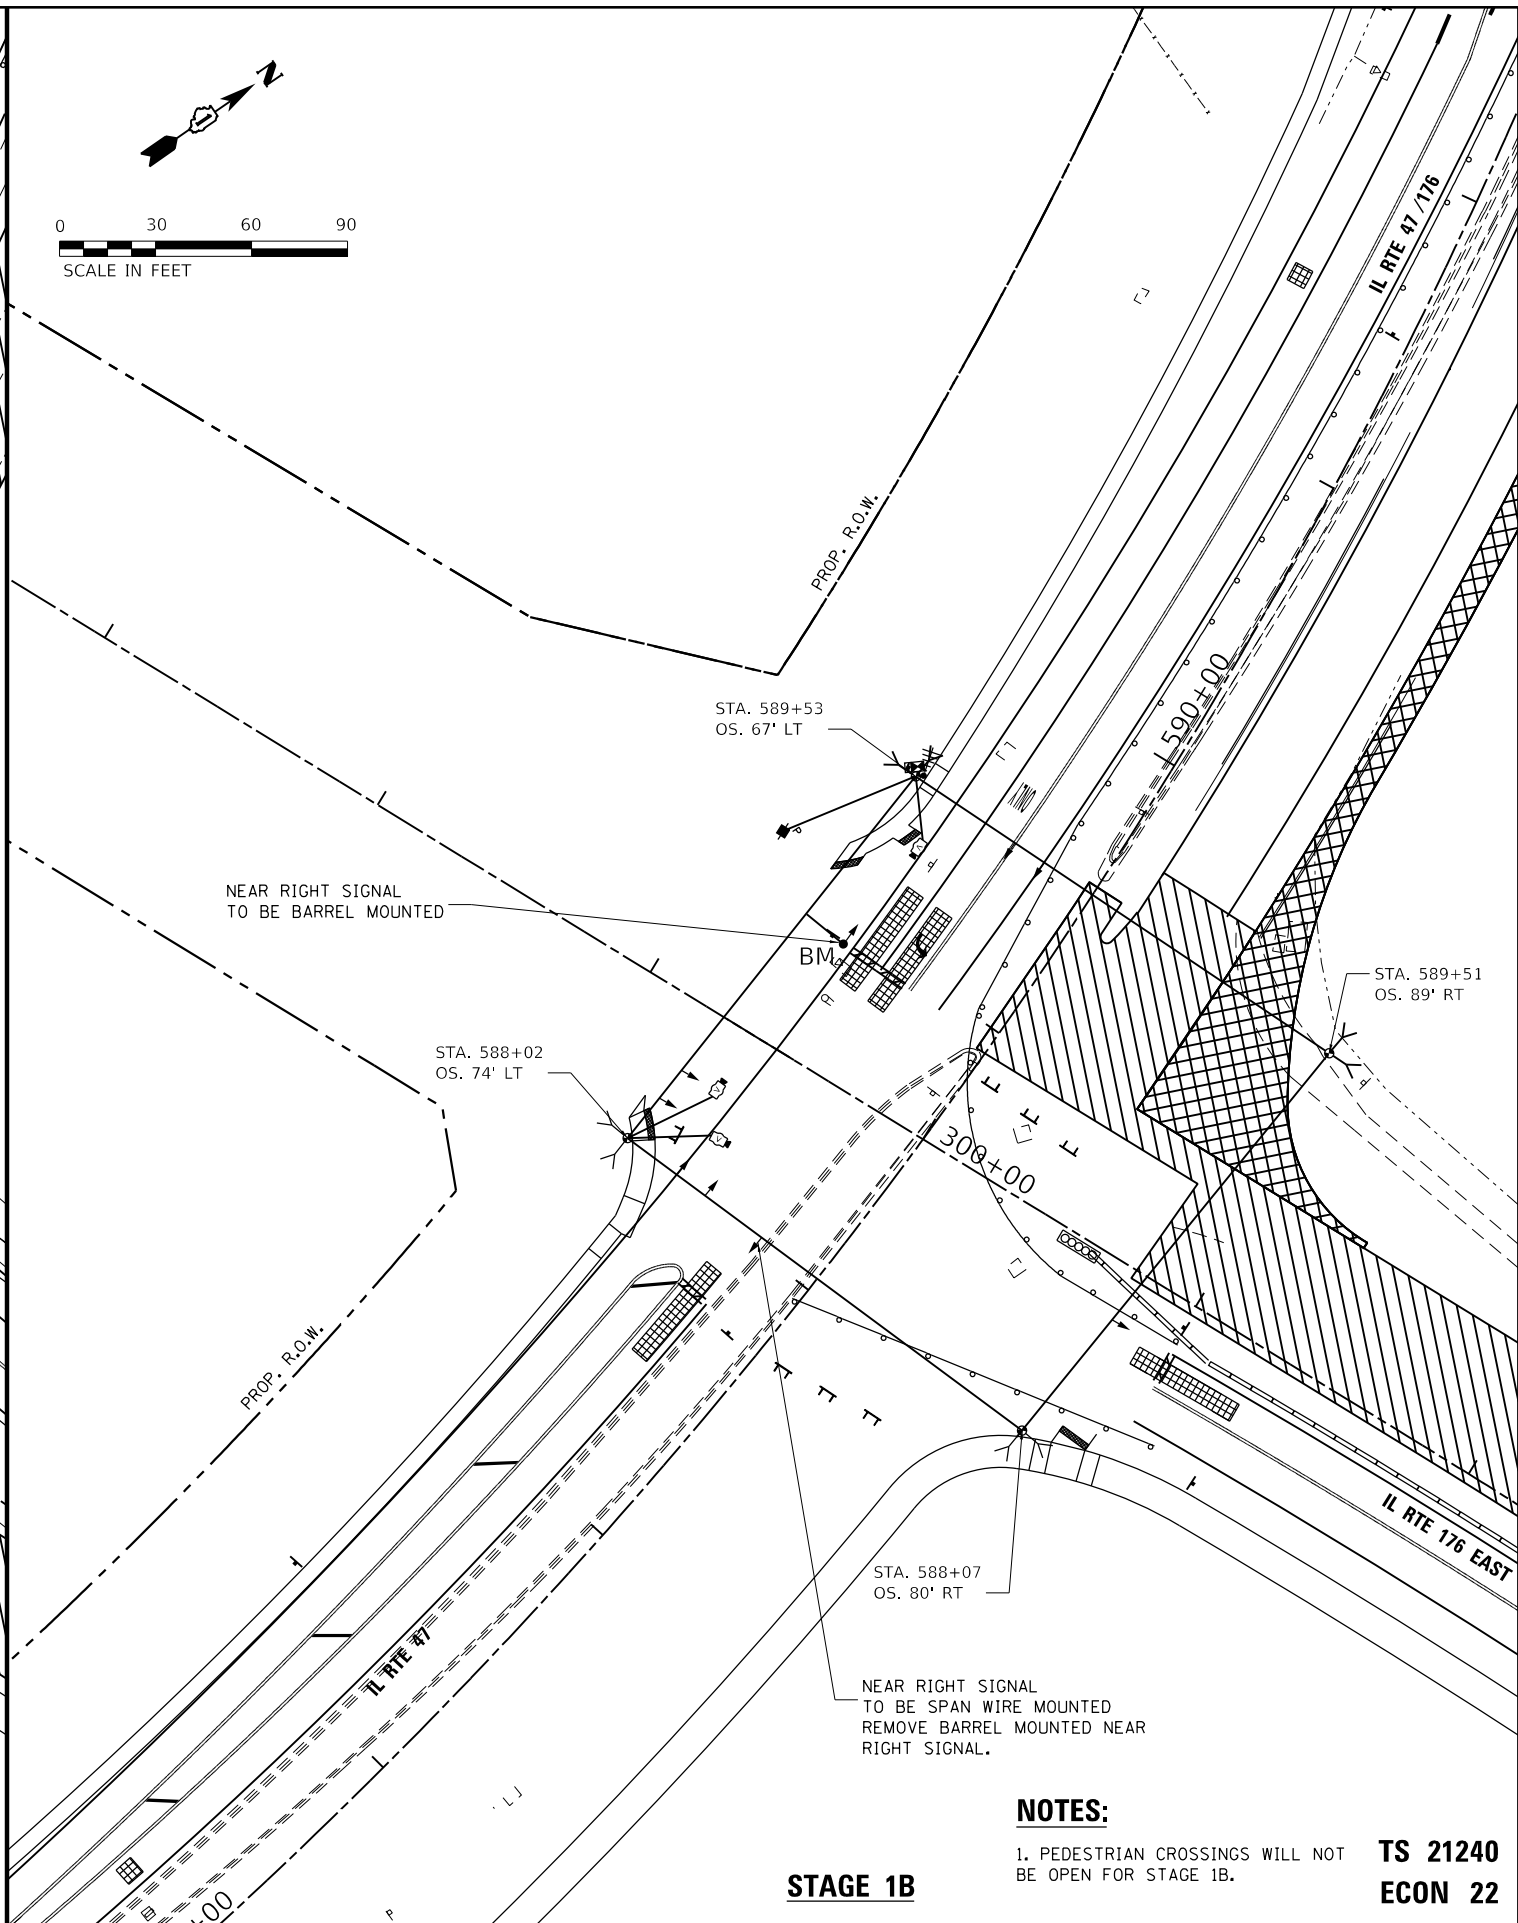 N
0 30 60 90
SCALE IN FEET
IL RTE 47 /176
PROP. R.O.W.
590+00
STA. 589+53
OS. 67' LT
NEAR RIGHT SIGNAL
TO BE BARREL MOUNTED
BM
STA. 589+51
OS. 89' RT
STA. 588+02
OS. 74' LT
300+00
PROP. R.O.W.
IL RTE 176 EAST
STA. 588+07
OS. 80' RT
IL RTE 47
NEAR RIGHT SIGNAL
TO BE SPAN WIRE MOUNTED
REMOVE BARREL MOUNTED NEAR
RIGHT SIGNAL.
NOTES:
1. PEDESTRIAN CROSSINGS WILL NOT
BE OPEN FOR STAGE 1B.
TS 21240
ECON 22
STAGE 1B
+00